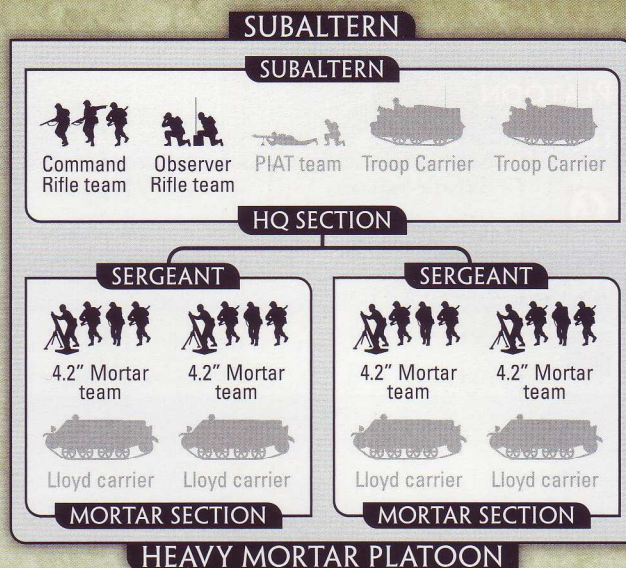 SUBALTERN
SUBALTERN
Command Rifle team
Observer Rifle team
PIAT team
Troop Carrier
Troop Carrier
HQ SECTION
SERGEANT
SERGEANT
4.2" Mortar team
4.2" Mortar team
4.2" Mortar team
4.2" Mortar team
Lloyd carrier
Lloyd carrier
Lloyd carrier
Lloyd carrier
MORTAR SECTION
MORTAR SECTION
HEAVY MORTAR PLATOON